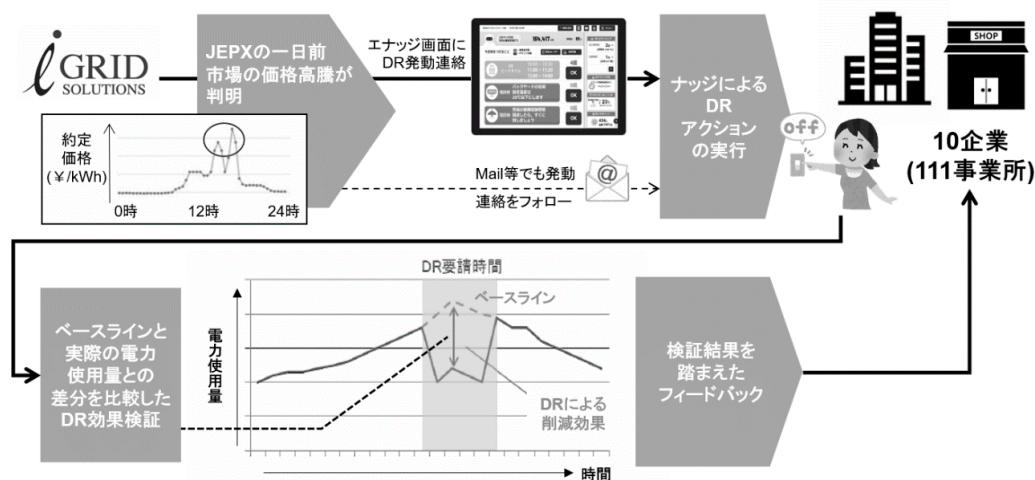 i GRID
SOLUTIONS
JEPXの一日前
市場の価格高騰が
判明
エナッジ画面に
DR発動連絡
OK
OK
OK
ナッジによる
DR
アクション
の実行
off
SHOP
10企業
(111事業所)
約定
価格
(¥/kWh)
0時
12時
24時
Mail等でも発動
連絡をフォロー
@
ベースラインと
実際の電力
使用量との
差分を比較した
DR効果検証
DR要請時間
ベースライン
電力使用量
DRによる
削減効果
時間
検証結果を
踏まえた
フィードバック